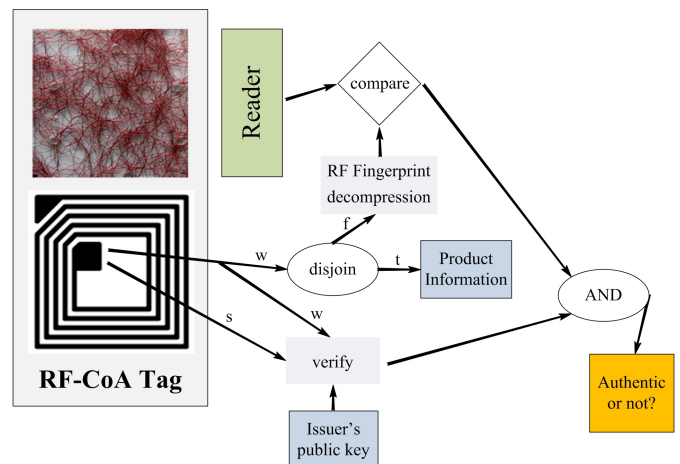 Reader
compare
RF Fingerprint
decompression
f
w
disjoin
t
Product
Information
AND
w
s
verify
RF-CoA Tag
Authentic
or not?
Issuer's
public key